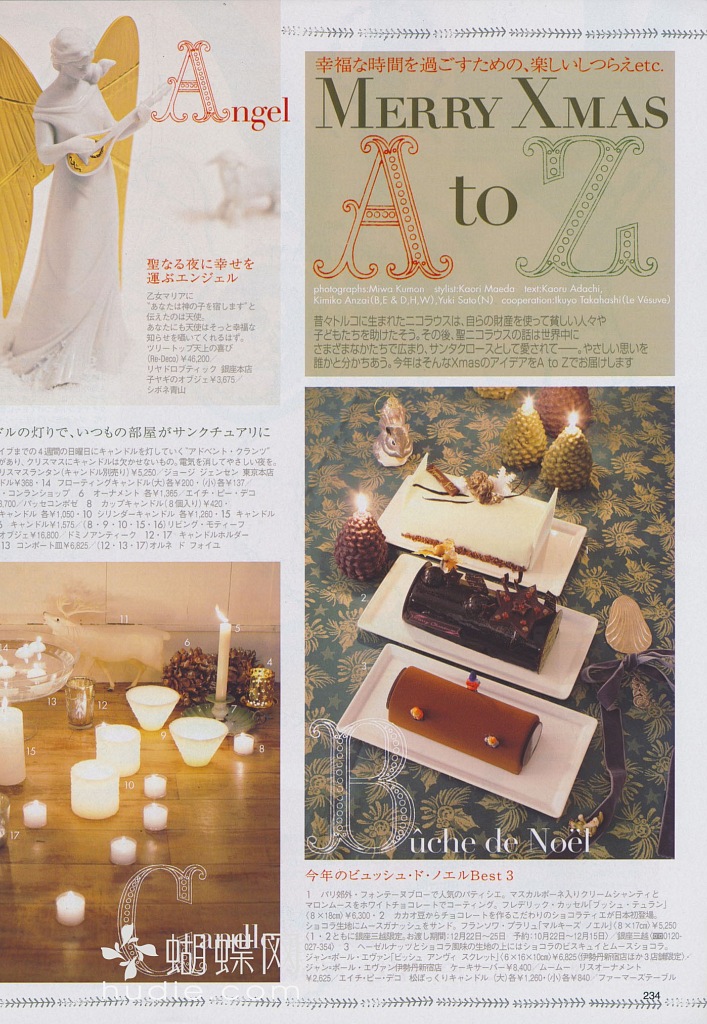 Angel
聖なる夜に幸せを
運ぶエンジェル
乙女マリアに
"あなたは神の子を宿します"と
伝えたのは天使。
あなたにも天使はそっと幸福な
知らせを囁いてくれるはず。
ツリートップ天上の喜び
(Re-Deco) ¥46,200
リヤドロブティック 銀座本店
子ヤギのオブジェ¥3,675/
シボネ青山
幸福な時間を過ごすための、楽しいしつらえetc.
MERRY XMAS
A to Z
photographs:Miwa Kumon stylist:Kaori Maeda text:Kaoru Adachi,
Kimiko Anzai(B,E & D,H,W),Yuki Sato(N) cooperation:Ikuyo Takahashi(Le Vésuve)
昔々トルコに生まれたニコラウスは、自らの財産を使って貧しい人々や
子どもたちを助けたそう。その後、聖ニコラウスの話は世界中に
さまざまなかたちで広まり、サンタクロースとして愛されて――。やさしい思いを
誰かと分かちあう。今年はそんなXmasのアイデアをA to Zでお届けします
ドルの灯りで、いつもの部屋がサンクチュアリに
イブまでの4週間の日曜日にキャンドルを灯していく"アドベント・クランツ"
があり、クリスマスにキャンドルは欠かせないもの。電気を消してやさしい夜を。
リスマスランタン(キャンドル別売り)¥5,250/ジョージ ジェンセン 東京本店
ドル¥368・14 フローティングキャンドル(大)各¥200・(小)各¥137/
・コンランショップ 6 オーナメント 各¥1,365/エイチ・ピー・デコ
3,700/バッセコンポゼ 8 カップキャンドル(8個入り)¥420・
キャンドル 各¥1,050・10 シリンダーキャンドル 各¥1,260・15 キャンドル
6 キャンドル¥1,575/(8・9・10・15・16)リビング・モティーフ
オブジェ¥16,800/ドミノアンティーク 12・17 キャンドルホルダー
13 コンポート皿¥6,825/(12・13・17)オルネ ド フォイユ
11
5
6
4
14
13
12
9
7
8
15
10
17
Candle
蝴蝶网
hudie.com
1
2
3
Bûche de Noël
今年のビュッシュ・ド・ノエルBest 3
1 パリ郊外・フォンテーヌブローで人気のパティシエ。マスカルポーネ入りクリームシャンティと
マロンムースをホワイトチョコレートでコーティング。フレデリック・カッセル「ブッシュ・テュラン」
(8×18cm)¥6,300・2 カカオ豆からチョコレートを作るこだわりのショコラティエが日本初登場。
ショコラ生地にムースガナッシュをサンド。フランソワ・プラリュ「マルキーズ ノエル」(8×17cm)¥5,250
(1・2ともに銀座三越限定。お渡し期間:12月22日〜25日 予約:10月22日〜12月15日)/銀座三越(0120-
027-354) 3 ヘーゼルナッツとショコラ風味の生地の上にはショコラのビスキュイとムースショコラ。
ジャン=ポール・エヴァン「ビッシュ アンヴィ スクレット」(6×16×10cm)¥6,825(伊勢丹新宿店ほか3店舗限定)/
ジャン=ポール・エヴァン伊勢丹新宿店 ケーキサーバー¥8,400/ムームー リースオーナメント
¥2,625/エイチ・ピー・デコ 松ぼっくりキャンドル (大)各¥1,260・(小)各¥840/ファーマーズテーブル
234